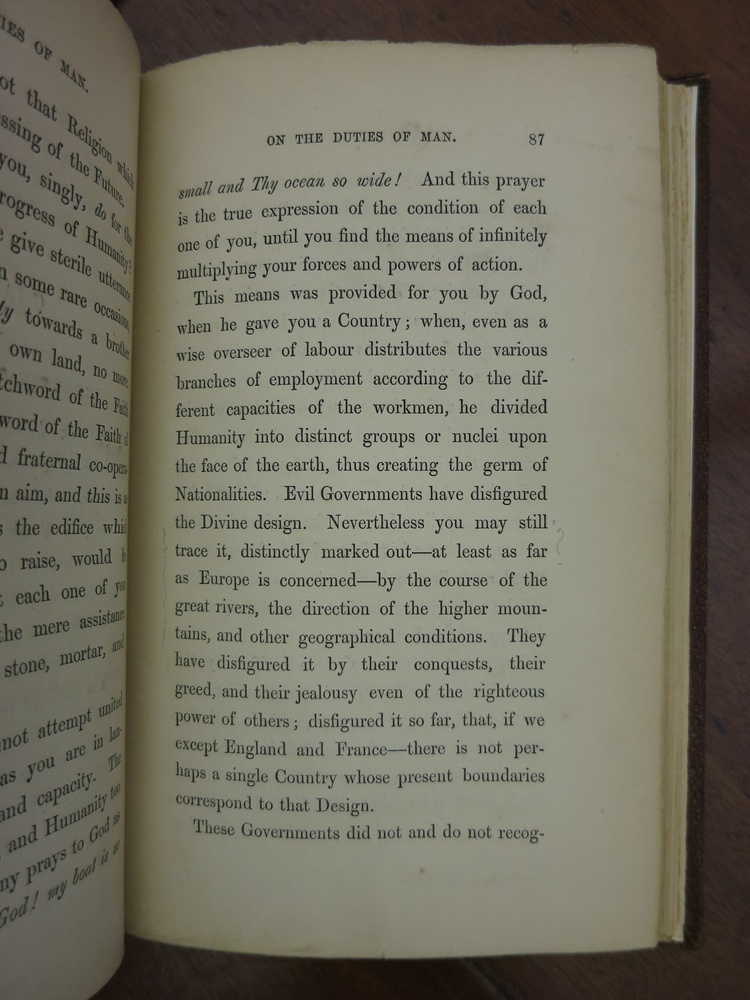 IES OF MAN.
ot that Religion which
ssing of the Future,
you, singly, do for the
rogress of Humanity?
e give sterile utterance
n some rare occasions,
ly towards a brother
own land, no more.
tchword of the Faith
word of the Faith of
d fraternal co-opera-
n aim, and this is a
s the edifice which
o raise, would be
t each one of you
the mere assistance
stone, mortar, and
not attempt united
as you are in lan-
and capacity. The
, and Humanity too
ny prays to God as
God! my boat is so
ON THE DUTIES OF MAN. 87
small and Thy ocean so wide! And this prayer
is the true expression of the condition of each
one of you, until you find the means of infinitely
multiplying your forces and powers of action.
This means was provided for you by God,
when he gave you a Country; when, even as a
wise overseer of labour distributes the various
branches of employment according to the dif-
ferent capacities of the workmen, he divided
Humanity into distinct groups or nuclei upon
the face of the earth, thus creating the germ of
Nationalities. Evil Governments have disfigured
the Divine design. Nevertheless you may still
trace it, distinctly marked out—at least as far
as Europe is concerned—by the course of the
great rivers, the direction of the higher moun-
tains, and other geographical conditions. They
have disfigured it by their conquests, their
greed, and their jealousy even of the righteous
power of others; disfigured it so far, that, if we
except England and France—there is not per-
haps a single Country whose present boundaries
correspond to that Design.
These Governments did not and do not recog-